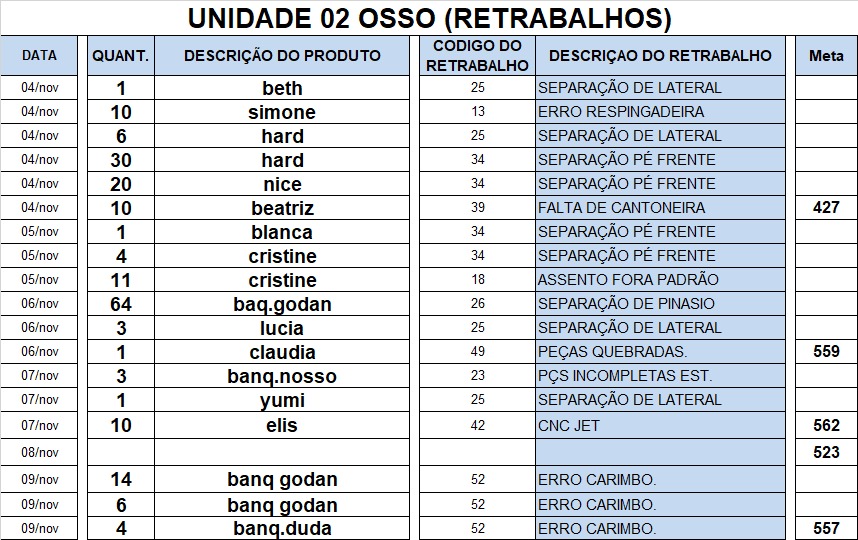 UNIDADE 02 OSSO (RETRABALHOS)
DATA QUANT. DESCRIÇÃO DO PRODUTO CODIGO DO RETRABALHO DESCRIÇAO DO RETRABALHO Meta
04/nov 1 beth 25 SEPARAÇÃO DE LATERAL
04/nov 10 simone 13 ERRO RESPINGADEIRA
04/nov 6 hard 25 SEPARAÇÃO DE LATERAL
04/nov 30 hard 34 SEPARAÇÃO PÉ FRENTE
04/nov 20 nice 34 SEPARAÇÃO PÉ FRENTE
04/nov 10 beatriz 39 FALTA DE CANTONEIRA 427
05/nov 1 blanca 34 SEPARAÇÃO PÉ FRENTE
05/nov 4 cristine 34 SEPARAÇÃO PÉ FRENTE
05/nov 11 cristine 18 ASSENTO FORA PADRÃO
06/nov 64 baq.godan 26 SEPARAÇÃO DE PINASIO
06/nov 3 lucia 25 SEPARAÇÃO DE LATERAL
06/nov 1 claudia 49 PEÇAS QUEBRADAS. 559
07/nov 3 banq.nosso 23 PÇS INCOMPLETAS EST.
07/nov 1 yumi 25 SEPARAÇÃO DE LATERAL
07/nov 10 elis 42 CNC JET 562
08/nov 523
09/nov 14 banq godan 52 ERRO CARIMBO.
09/nov 6 banq godan 52 ERRO CARIMBO.
09/nov 4 banq.duda 52 ERRO CARIMBO. 557